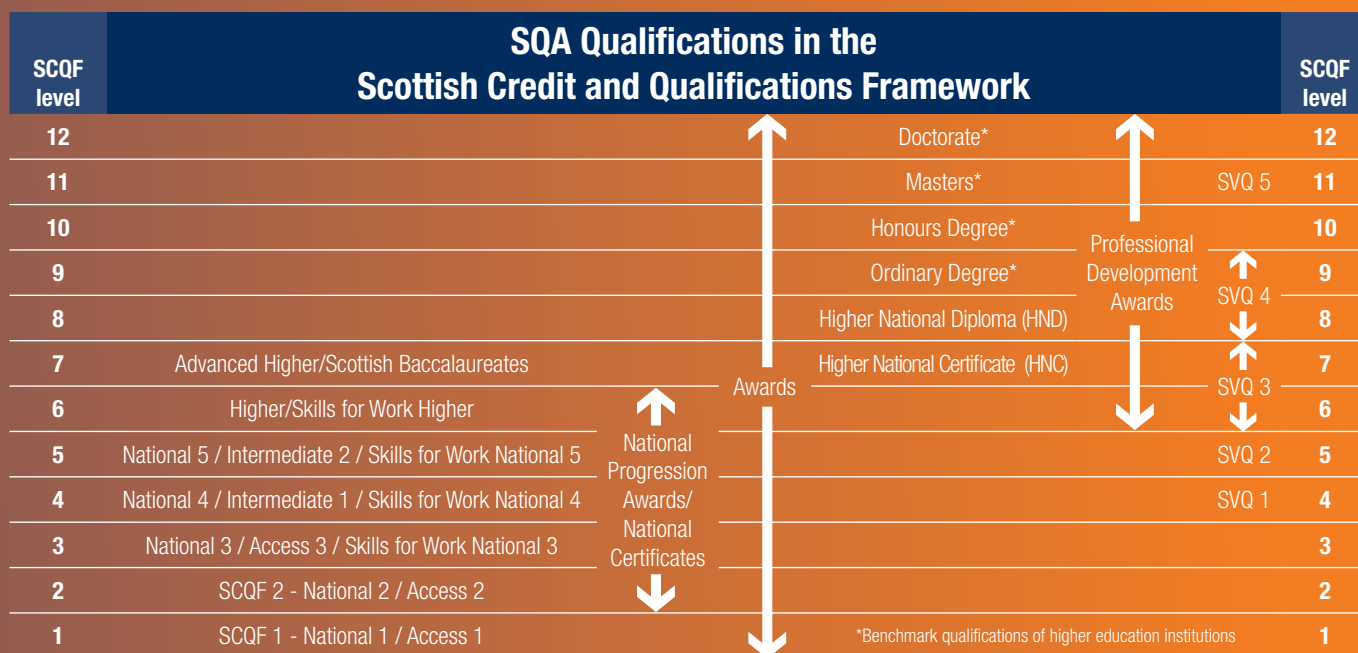 SQA Qualifications in the
Scottish Credit and Qualifications Framework
SCQF
level
SCQF
level
12 Doctorate* 12
11 Masters* SVQ 5 11
10 Honours Degree* 10
Professional
Development
Awards
9 Ordinary Degree* 9
SVQ 4
8 Higher National Diploma (HND) 8
7 Advanced Higher/Scottish Baccalaureates Higher National Certificate (HNC) 7
Awards
SVQ 3
6 Higher/Skills for Work Higher 6
National
Progression
Awards/
National
Certificates
5 National 5 / Intermediate 2 / Skills for Work National 5 SVQ 2 5
4 National 4 / Intermediate 1 / Skills for Work National 4 SVQ 1 4
3 National 3 / Access 3 / Skills for Work National 3 3
2 SCQF 2 - National 2 / Access 2 2
1 SCQF 1 - National 1 / Access 1 *Benchmark qualifications of higher education institutions 1